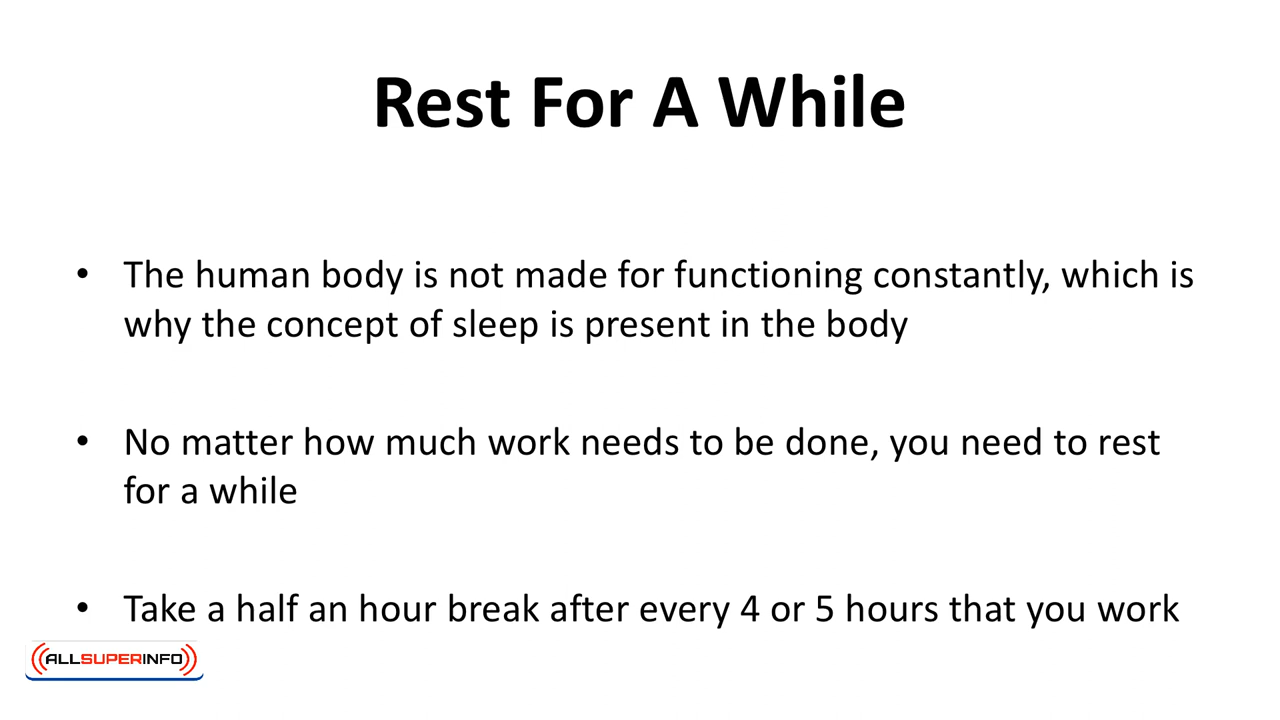 Rest For A While
• The human body is not made for functioning constantly, which is
why the concept of sleep is present in the body
• No matter how much work needs to be done, you need to rest
for a while
• Take a half an hour break after every 4 or 5 hours that you work
ALLSUPERINFO